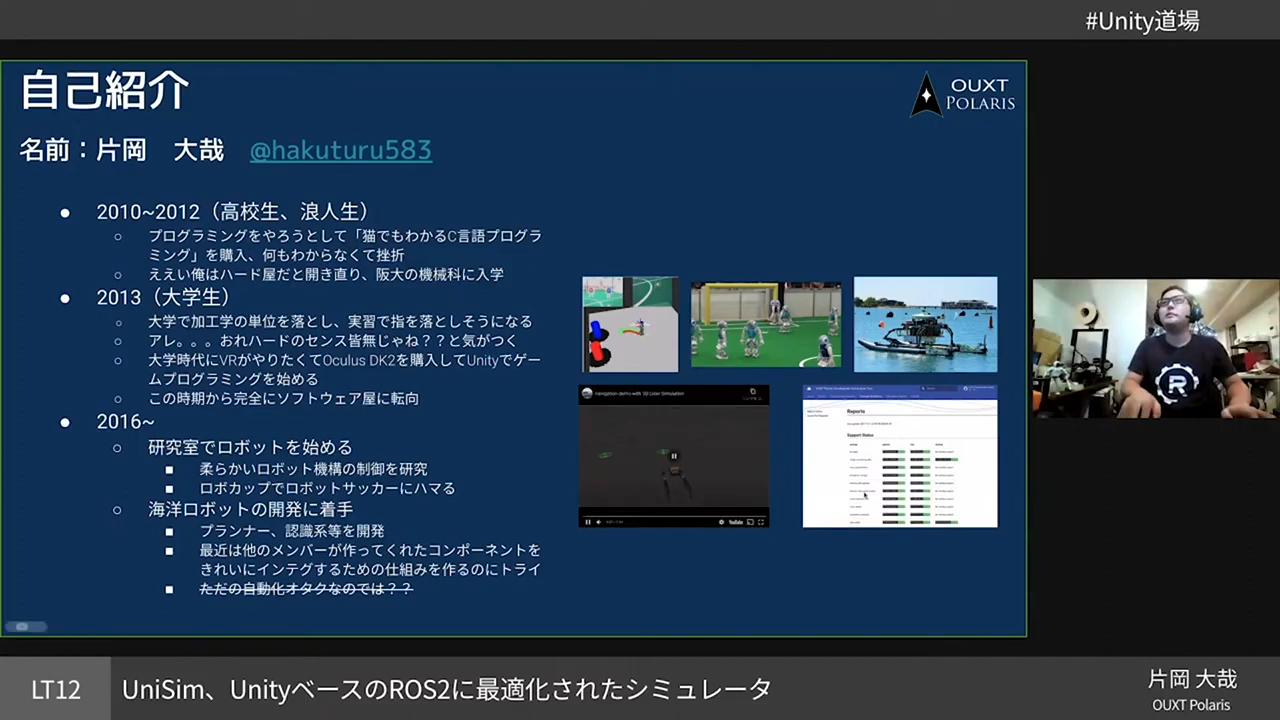 #Unity道場
自己紹介
OUXT
POLARIS
名前：片岡　大哉　@hakuturu583
● 2010~2012（高校生、浪人生）
○ プログラミングをやろうとして「猫でもわかるC言語プログラ
ミング」を購入、何もわからなくて挫折
○ ええい俺はハード屋だと開き直り、阪大の機械科に入学
● 2013（大学生）
○ 大学で加工学の単位を落とし、実習で指を落としそうになる
○ アレ。。。おれハードのセンス皆無じゃね？？と気がつく
○ 大学時代にVRがやりたくてOculus DK2を購入してUnityでゲー
ムプログラミングを始める
○ この時期から完全にソフトウェア屋に転向
● 2016~
○ 研究室でロボットを始める
■ 柔らかいロボット機構の制御を研究
ロボカップでロボットサッカーにハマる
○ 海洋ロボットの開発に着手
■ プランナー、認識系等を開発
■ 最近は他のメンバーが作ってくれたコンポーネントを
きれいにインテグするための仕組みを作るのにトライ
■ ただの自動化オタクなのでは？？
navigation demo with 3D Lidar Simulation
YouTube
Reports
Support Status
R
LT12
UniSim、UnityベースのROS2に最適化されたシミュレータ
片岡 大哉
OUXT Polaris